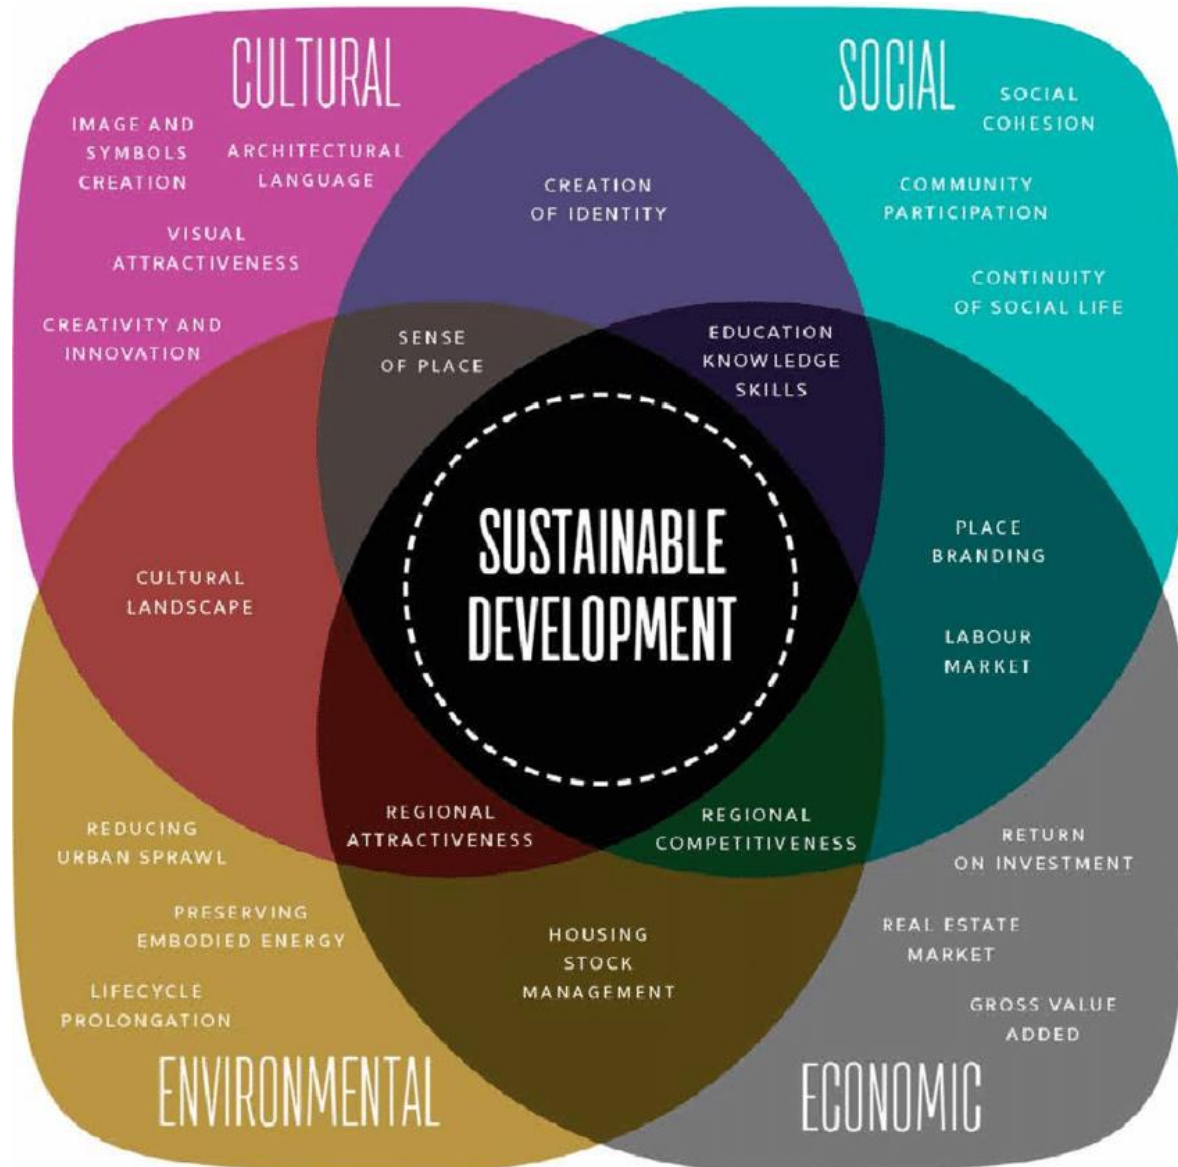 CULTURAL
IMAGE AND
SYMBOLS
CREATION
ARCHITECTURAL
LANGUAGE
VISUAL
ATTRACTIVENESS
CREATIVITY AND
INNOVATION
CREATION
OF IDENTITY
SOCIAL
SOCIAL
COHESION
COMMUNITY
PARTICIPATION
CONTINUITY
OF SOCIAL LIFE
SENSE
OF PLACE
EDUCATION
KNOWLEDGE
SKILLS
CULTURAL
LANDSCAPE
SUSTAINABLE
DEVELOPMENT
PLACE
BRANDING
LABOUR
MARKET
REGIONAL
ATTRACTIVENESS
REGIONAL
COMPETITIVENESS
REDUCING
URBAN SPRAWL
PRESERVING
EMBODIED ENERGY
LIFECYCLE
PROLONGATION
ENVIRONMENTAL
HOUSING
STOCK
MANAGEMENT
RETURN
ON INVESTMENT
REAL ESTATE
MARKET
GROSS VALUE
ADDED
ECONOMIC